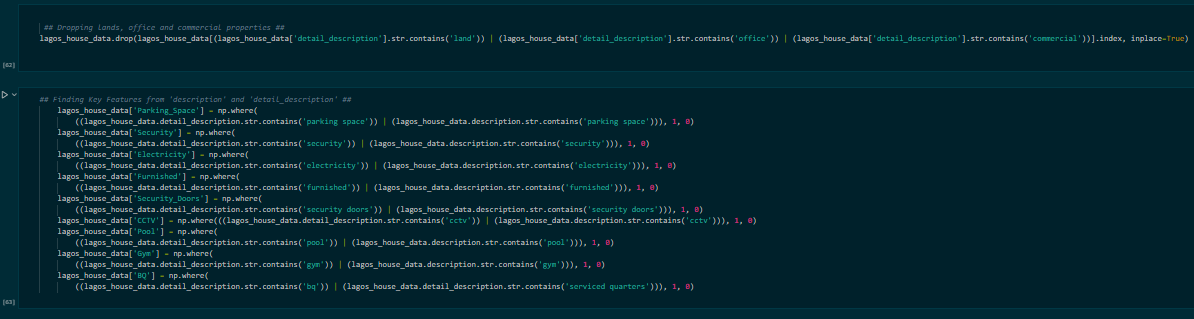 ## Dropping lands, office and commercial properties ##
lagos_house_data.drop(lagos_house_data[(lagos_house_data['detail_description'].str.contains('land')) | (lagos_house_data['detail_description'].str.contains('office')) | (lagos_house_data['detail_description'].str.contains('commercial'))].index, inplace=True)
[62]
## Finding Key Features from 'description' and 'detail_description' ##
lagos_house_data['Parking_Space'] = np.where(
((lagos_house_data.detail_description.str.contains('parking space')) | (lagos_house_data.description.str.contains('parking space'))), 1, 0)
lagos_house_data['Security'] = np.where(
((lagos_house_data.detail_description.str.contains('security')) | (lagos_house_data.description.str.contains('security'))), 1, 0)
lagos_house_data['Electricity'] = np.where(
((lagos_house_data.detail_description.str.contains('electricity')) | (lagos_house_data.description.str.contains('electricity'))), 1, 0)
lagos_house_data['Furnished'] = np.where(
((lagos_house_data.detail_description.str.contains('furnished')) | (lagos_house_data.description.str.contains('furnished'))), 1, 0)
lagos_house_data['Security_Doors'] = np.where(
((lagos_house_data.detail_description.str.contains('security doors')) | (lagos_house_data.description.str.contains('security doors'))), 1, 0)
lagos_house_data['CCTV'] = np.where(((lagos_house_data.detail_description.str.contains('cctv')) | (lagos_house_data.description.str.contains('cctv'))), 1, 0)
lagos_house_data['Pool'] = np.where(
((lagos_house_data.detail_description.str.contains('pool')) | (lagos_house_data.description.str.contains('pool'))), 1, 0)
lagos_house_data['Gym'] = np.where(
((lagos_house_data.detail_description.str.contains('gym')) | (lagos_house_data.description.str.contains('gym'))), 1, 0)
lagos_house_data['BQ'] = np.where(
((lagos_house_data.detail_description.str.contains('bq')) | (lagos_house_data.detail_description.str.contains('serviced quarters'))), 1, 0)
[63]